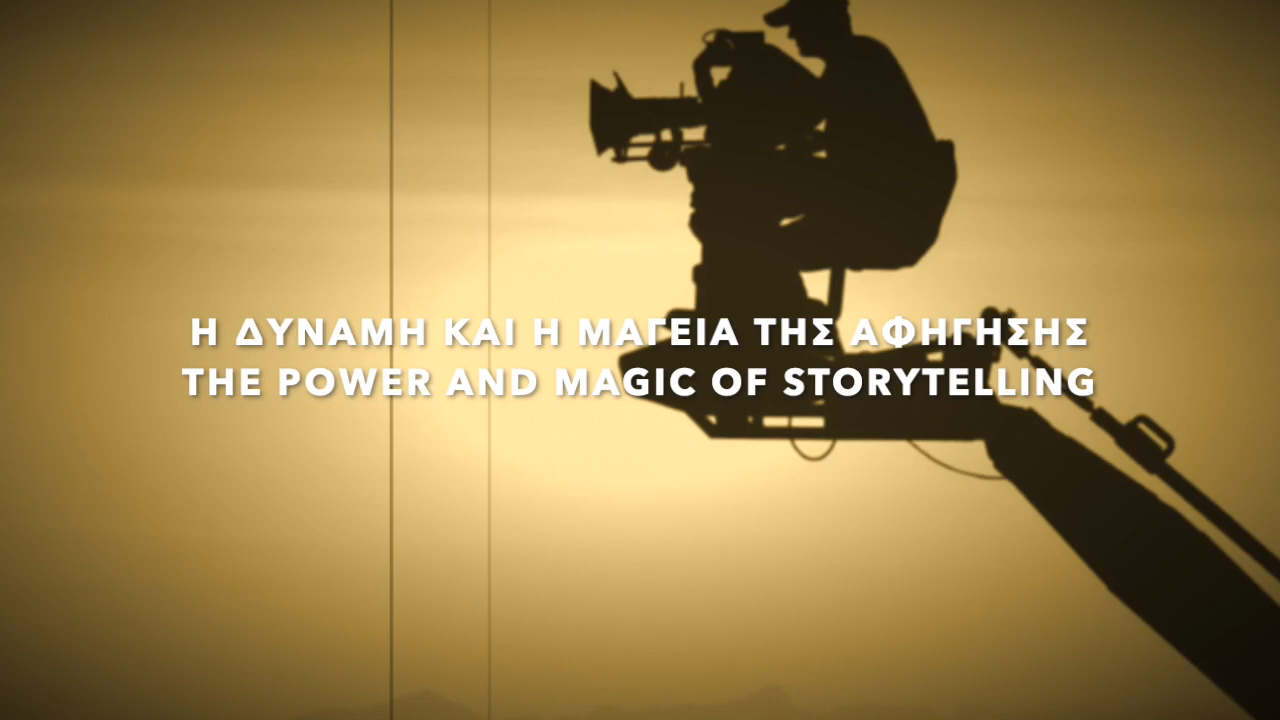 Η ΔΥΝΑΜΗ ΚΑΙ Η ΜΑΓΕΙΑ ΤΗΣ ΑΦΗΓΗΣΗΣ
THE POWER AND MAGIC OF STORYTELLING